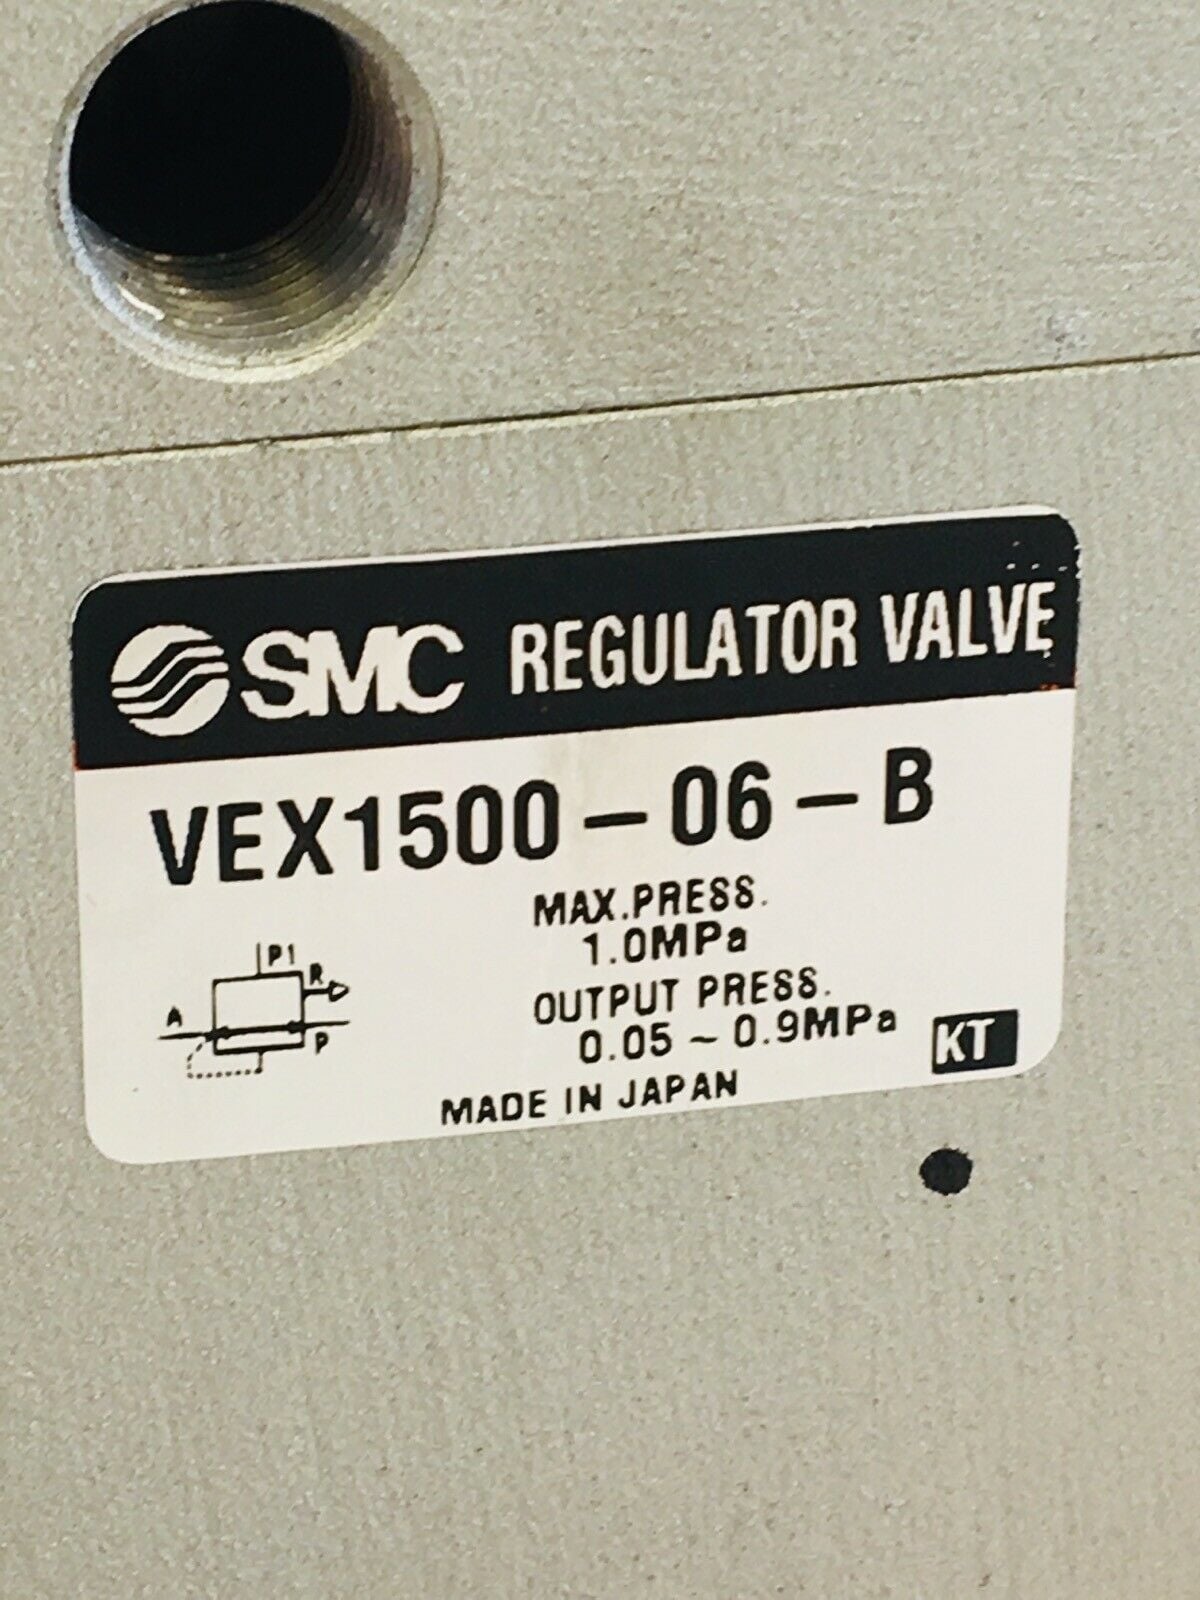 SMC REGULATOR VALVE
VEX1500-06-B
MAX.PRESS.
1.0MPa
P1
R
A
P
OUTPUT PRESS.
0.05 ~ 0.9MPa
KT
MADE IN JAPAN